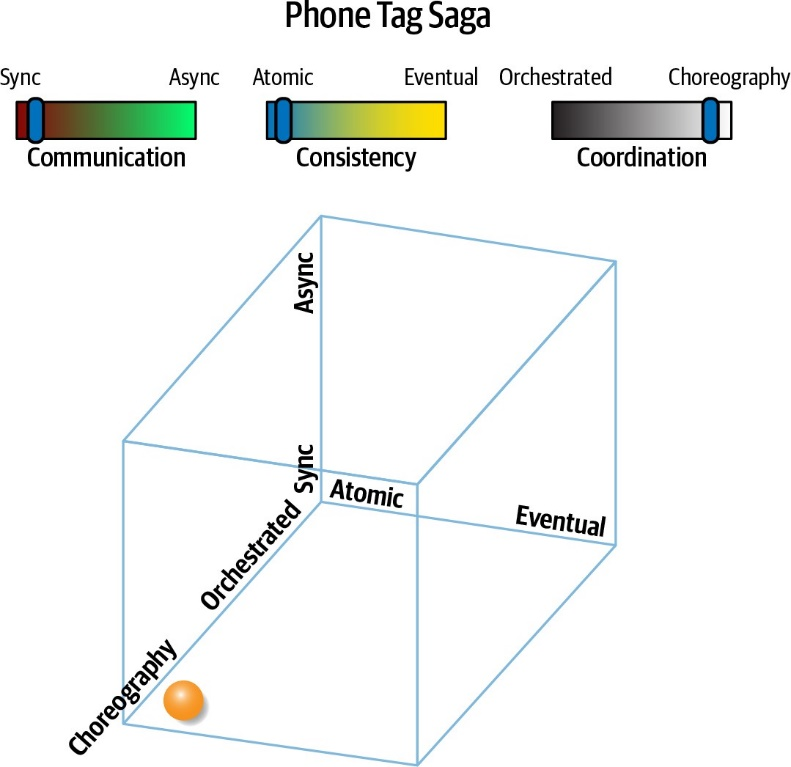 Phone Tag Saga
Sync
Async
Atomic
Eventual
Orchestrated
Choreography
Communication
Consistency
Coordination
Async
Sync
Atomic
Eventual
Orchestrated
Choreography